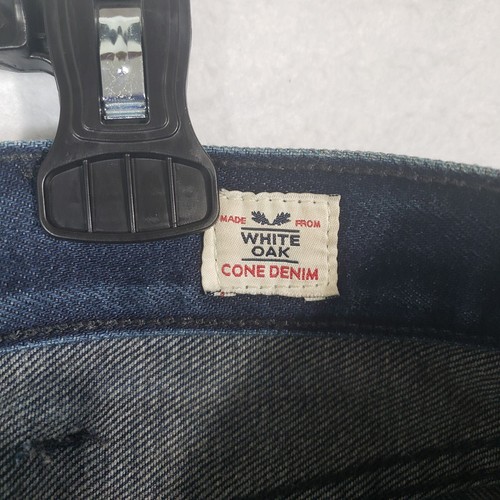 MADE FROM
WHITE
OAK
CONE DENIM